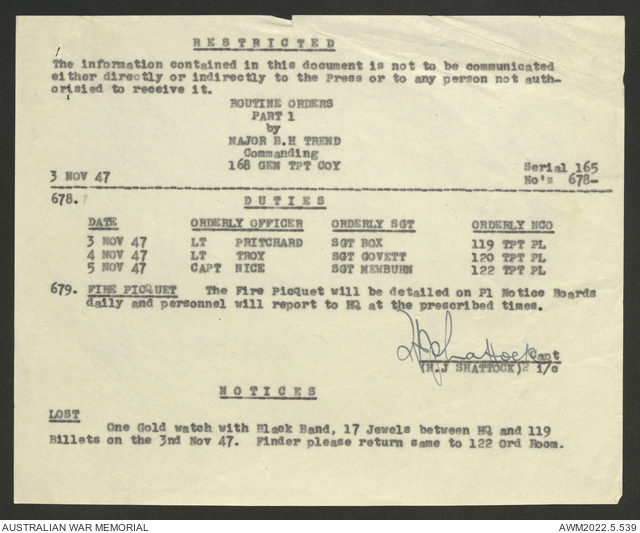 RESTRICTED
The information contained in this document is not to be communicated
either directly or indirectly to the Press or to any person not auth-
orisied to receive it.
ROUTINE ORDERS
PART 1
by
MAJOR B.H TREND
Commanding
168 GEN TPT COY
Serial 165
3 NOV 47 No's 678-
678. DUTIES
DATE ORDERLY OFFICER ORDERLY SGT ORDERLY NCO
3 NOV 47 LT PRITCHARD SGT BOX 119 TPT PL
4 NOV 47 LT TROY SGT GOVETT 120 TPT PL
5 NOV 47 CAPT NICE SGT MEWBURN 122 TPT PL
679. FIRE PICQUET The Fire Picquet will be detailed on Pl Notice Boards
daily and personnel will report to HQ at the prescribed times.
HJShattock Capt
(H.J SHATTOCK) 2 i/c
NOTICES
LOST
One Gold watch with Black Band, 17 Jewels between HQ and 119
Billets on the 3nd Nov 47. Finder please return same to 122 Ord Room.
AUSTRALIAN WAR MEMORIAL AWM2022.5.539